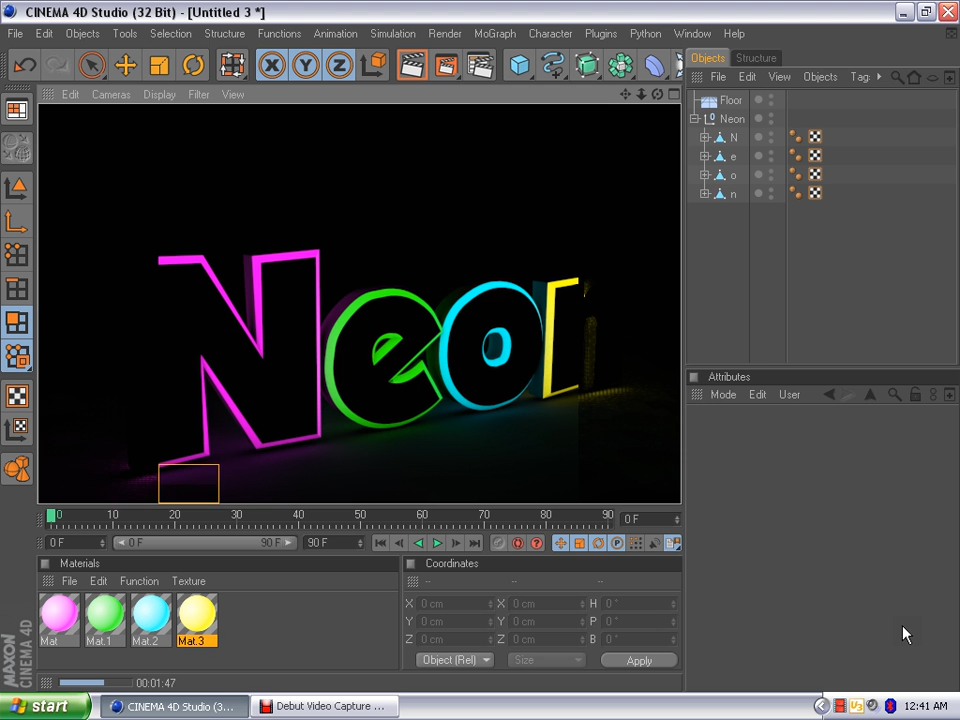 CINEMA 4D Studio (32 Bit) - [Untitled 3 *]
File Edit Objects Tools Selection Structure Functions Animation Simulation Render MoGraph Character Plugins Python Window Help
Objects Structure
File Edit View Objects Tag
Edit Cameras Display Filter View
Floor
Neon
N
e
o
n
X Y Z
Neon
Attributes
Mode Edit User
0 10 20 30 40 50 60 70 80 90 0 F
0 F 0 F 90 F 90 F
Materials
File Edit Function Texture
Mat Mat.1 Mat.2 Mat.3
Coordinates
-- -- --
X 0 cm X 0 cm H 0 °
Y 0 cm Y 0 cm P 0 °
Z 0 cm Z 0 cm B 0 °
Object (Rel) Size Apply
MAXON
CINEMA 4D
00:01:47
start CINEMA 4D Studio (3... Debut Video Capture ... 12:41 AM